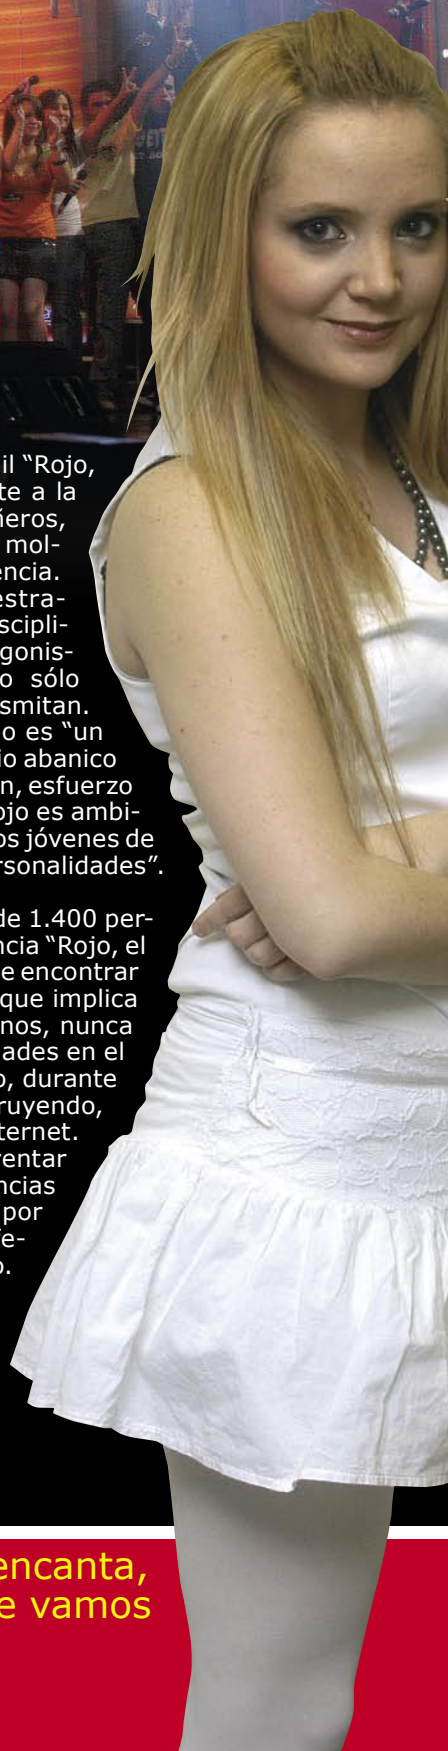 il “Rojo,
te a la
ñeros,
mol-
encia.
estra-
scipli-
gonis-
o sólo
smitan.
o es “un
io abanico
n, esfuerzo
ojo es ambi-
os jóvenes de
rsonalidades”.
de 1.400 per-
ncia “Rojo, el
e encontrar
que implica
nos, nunca
ades en el
o, durante
ruyendo,
ternet.
rentar
ncias
por
fe-
o.
encanta,
e vamos